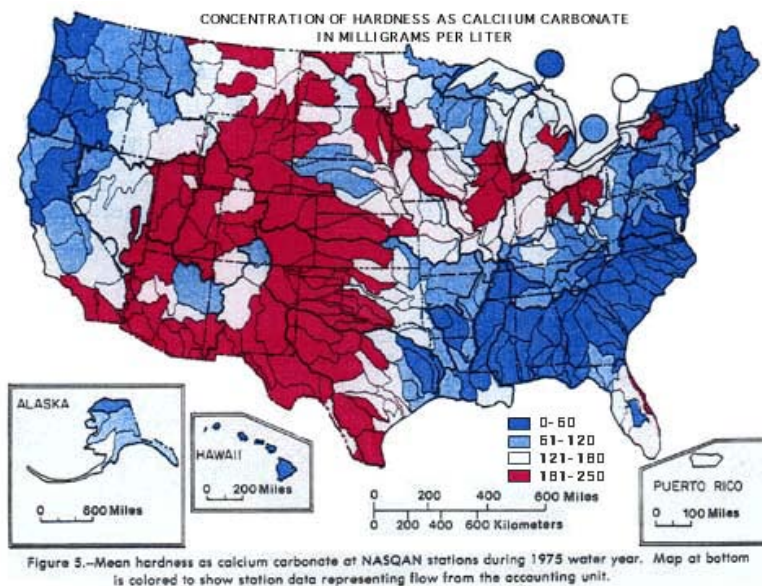 CONCENTRATION OF HARDNESS AS CALCIIUM CARBONATE
IN MILLIGRAMS PER LITER
ALASKA
600 Miles
0
HAWAII
0 200 Miles
0-60
61-120
121-180
181-250
0 200 400 600 Miles
0 200 400 600 Kilometers
PUERTO RICO
0 100 Miles
Figure 5.—Mean hardness as calcium carbonate at NASQAN stations during 1975 water year. Map at bottom
is colored to show station data representing flow from the accounting unit.